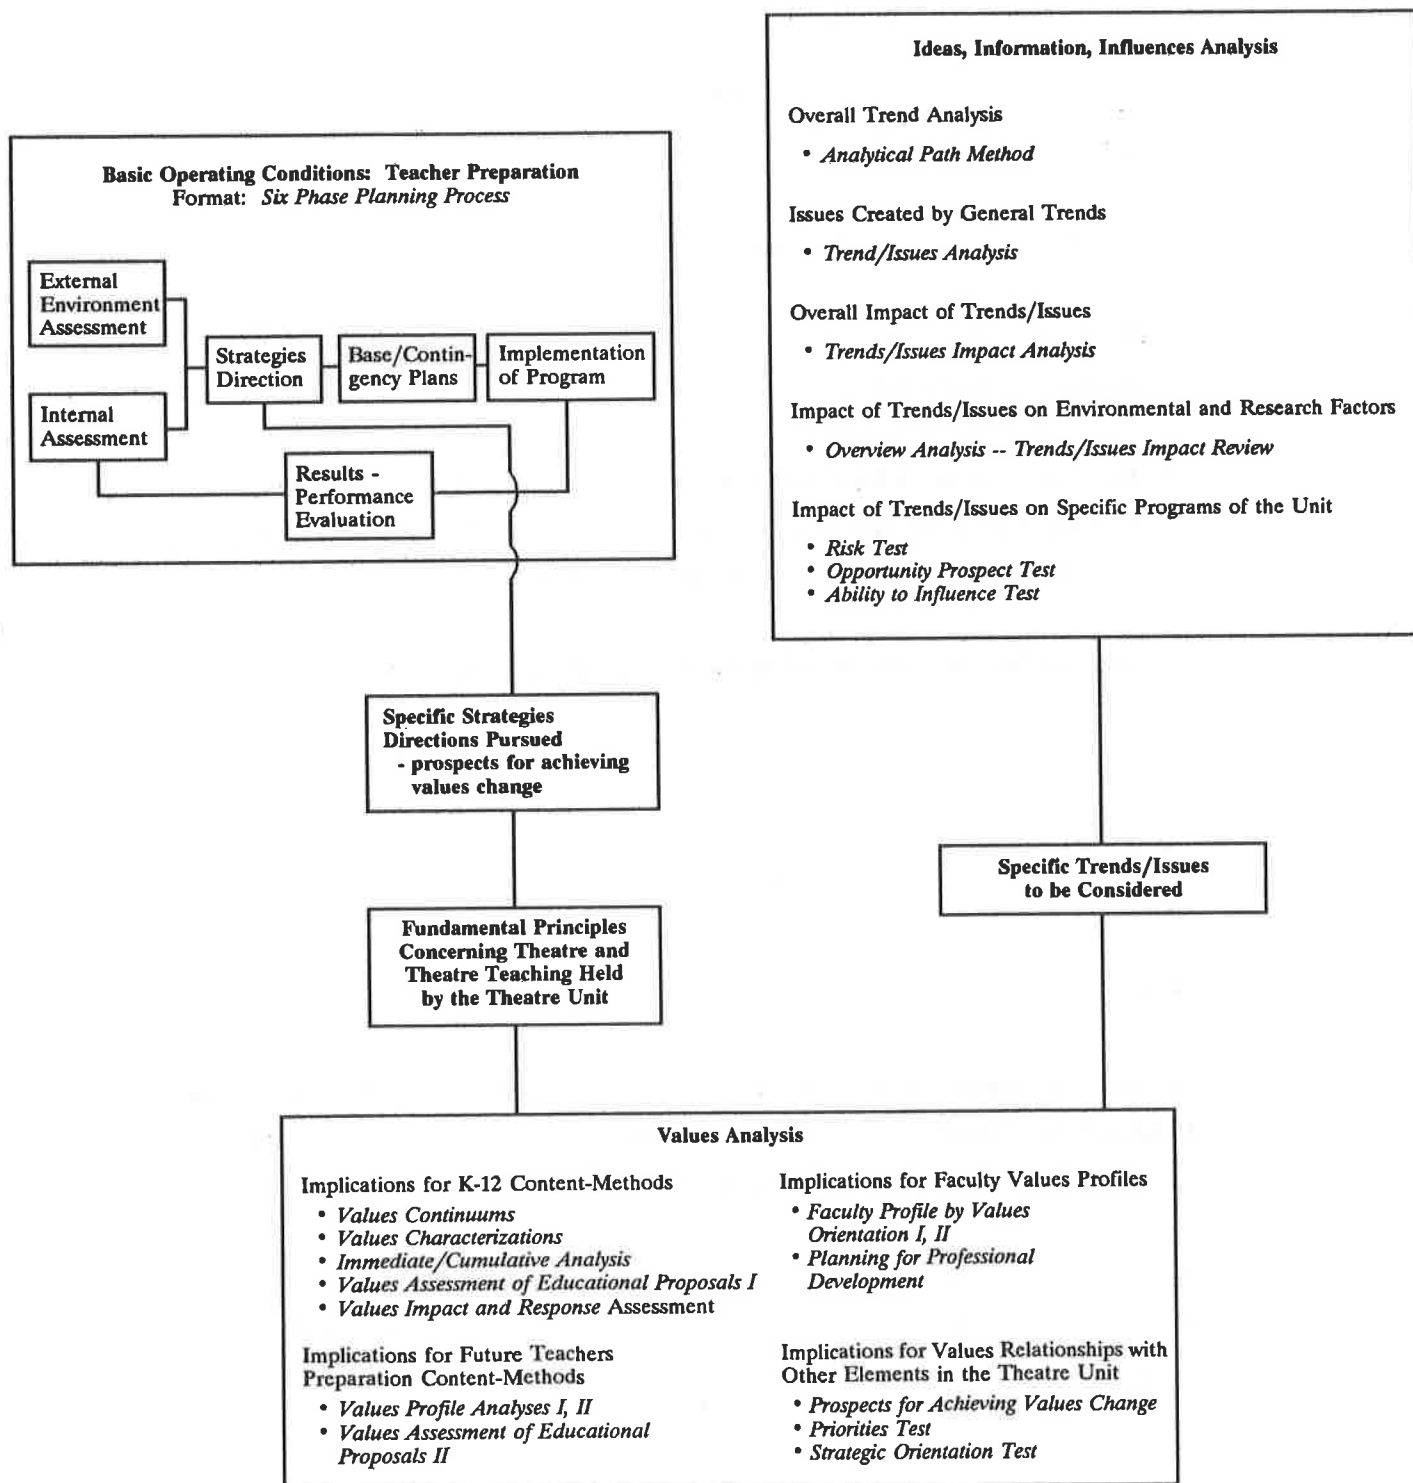 Basic Operating Conditions: Teacher Preparation
Format: Six Phase Planning Process
External
Environment
Assessment
Internal
Assessment
Strategies
Direction
Base/Contin-
gency Plans
Implementation
of Program
Results -
Performance
Evaluation
Ideas, Information, Influences Analysis
Overall Trend Analysis
• Analytical Path Method
Issues Created by General Trends
• Trend/Issues Analysis
Overall Impact of Trends/Issues
• Trends/Issues Impact Analysis
Impact of Trends/Issues on Environmental and Research Factors
• Overview Analysis -- Trends/Issues Impact Review
Impact of Trends/Issues on Specific Programs of the Unit
• Risk Test
• Opportunity Prospect Test
• Ability to Influence Test
Specific Strategies
Directions Pursued
- prospects for achieving
values change
Fundamental Principles
Concerning Theatre and
Theatre Teaching Held
by the Theatre Unit
Specific Trends/Issues
to be Considered
Values Analysis
Implications for K-12 Content-Methods
• Values Continuums
• Values Characterizations
• Immediate/Cumulative Analysis
• Values Assessment of Educational Proposals I
• Values Impact and Response Assessment
Implications for Future Teachers
Preparation Content-Methods
• Values Profile Analyses I, II
• Values Assessment of Educational
Proposals II
Implications for Faculty Values Profiles
• Faculty Profile by Values
Orientation I, II
• Planning for Professional
Development
Implications for Values Relationships with
Other Elements in the Theatre Unit
• Prospects for Achieving Values Change
• Priorities Test
• Strategic Orientation Test